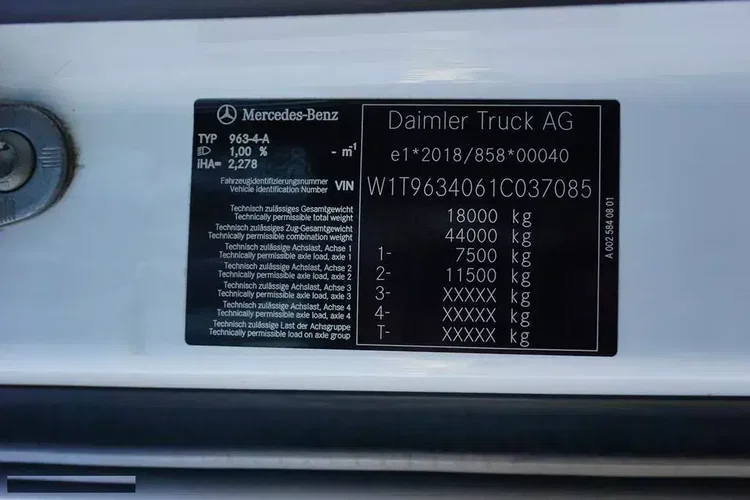 Mercedes-Benz
TYP 963-4-A
1,00 % - m⁻¹
iHA= 2,278
Fahrzeugidentifizierungsnummer
Vehicle Identification Number VIN
Technisch zulässiges Gesamtgewicht
Technically permissible total weight
Technisch zulässiges Zug-Gesamtgewicht
Technically permissible combination weight
Technisch zulässige Achslast, Achse 1
Technically permissible axle load, axle 1
Technisch zulässige Achslast, Achse 2
Technically permissible axle load, axle 2
Technisch zulässige Achslast, Achse 3
Technically permissible axle load, axle 3
Technisch zulässige Achslast, Achse 4
Technically permissible axle load, axle 4
Technisch zulässige Last der Achsgruppe
Technically permissible load on axle group
Daimler Truck AG
e1*2018/858*00040
W1T9634061C037085
18000 kg
44000 kg
1- 7500 kg
2- 11500 kg
3- XXXXX kg
4- XXXXX kg
T- XXXXX kg
A 002 584 08 01